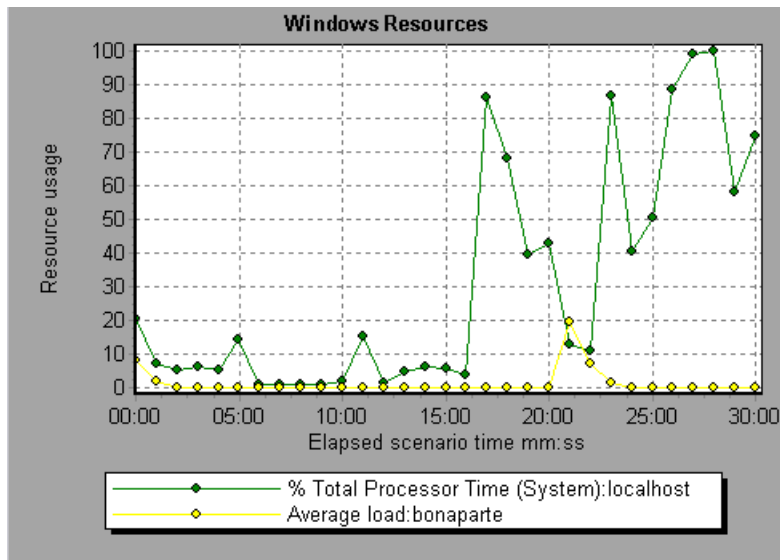 Windows Resources
100
90
80
70
60
50
40
30
20
10
0
Resource usage
00:00 05:00 10:00 15:00 20:00 25:00 30:00
Elapsed scenario time mm:ss
% Total Processor Time (System):localhost
Average load:bonaparte